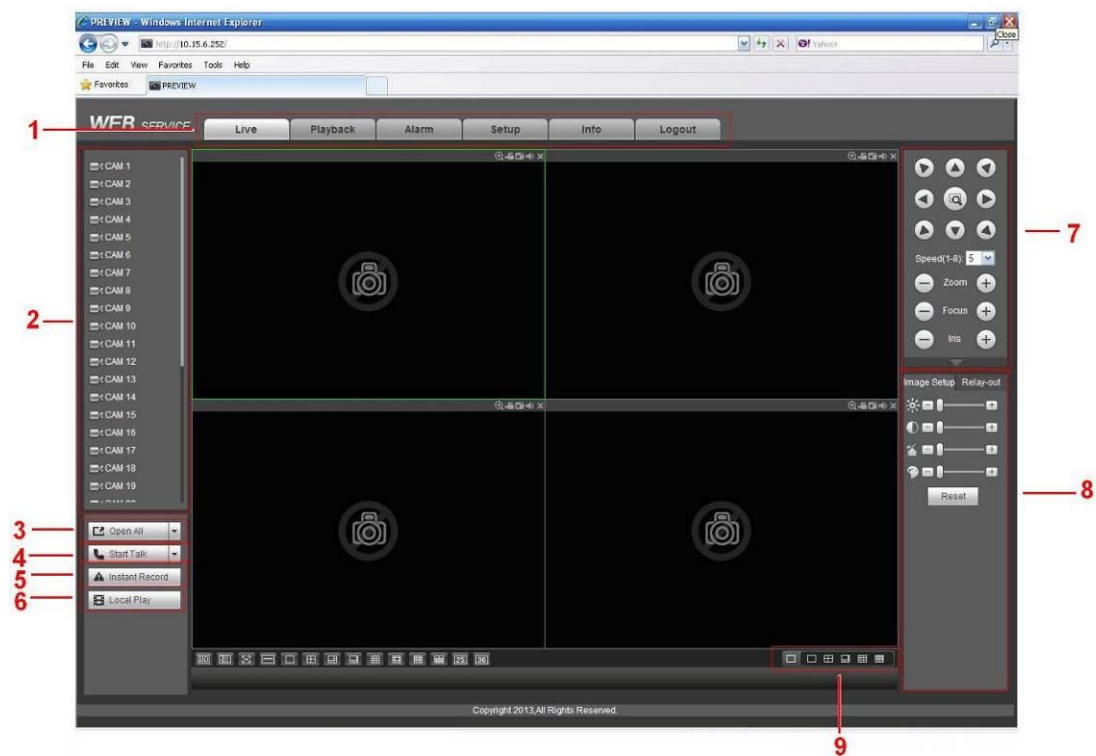 PREVIEW - Windows Internet Explorer
Close
http://10.15.6.252/
Yahoo!
File Edit View Favorites Tools Help
Favorites PREVIEW
WEB SERVICE
1
Live Playback Alarm Setup Info Logout
CAM 1
CAM 2
CAM 3
CAM 4
CAM 5
CAM 6
CAM 7
CAM 8
CAM 9
CAM 10
CAM 11
CAM 12
CAM 13
CAM 14
CAM 15
CAM 16
CAM 17
CAM 18
CAM 19
2
3
Open All
4
Start Talk
5
Instant Record
6
Local Play
7
Speed(1-8): 5
Zoom
Focus
Iris
Image Setup Relay-out
8
Reset
25 36
9
Copyright 2013,All Rights Reserved.